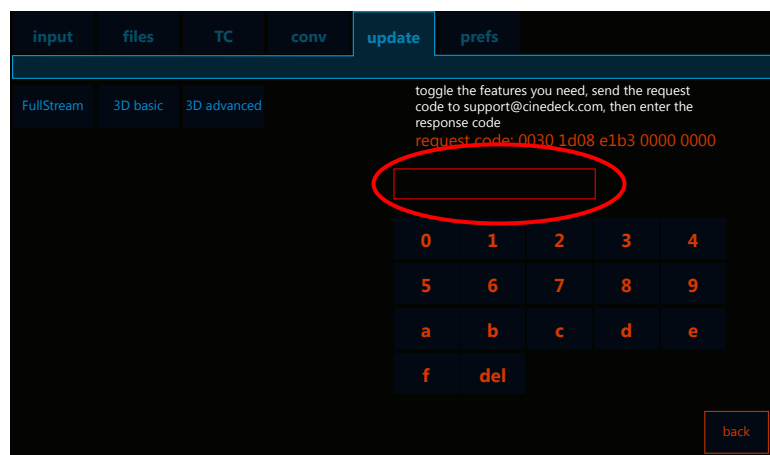 input files TC conv update prefs
FullStream 3D basic 3D advanced
toggle the features you need, send the request
code to support@cinedeck.com, then enter the
response code
request code: 0030 1d08 e1b3 0000 0000
0 1 2 3 4
5 6 7 8 9
a b c d e
f del
back